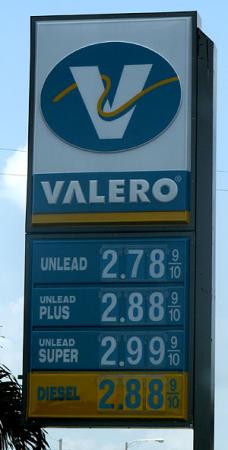 V
VALERO®
UNLEAD 2.78 9/10
UNLEAD PLUS 2.88 9/10
UNLEAD SUPER 2.99 9/10
DIESEL 2.88 9/10